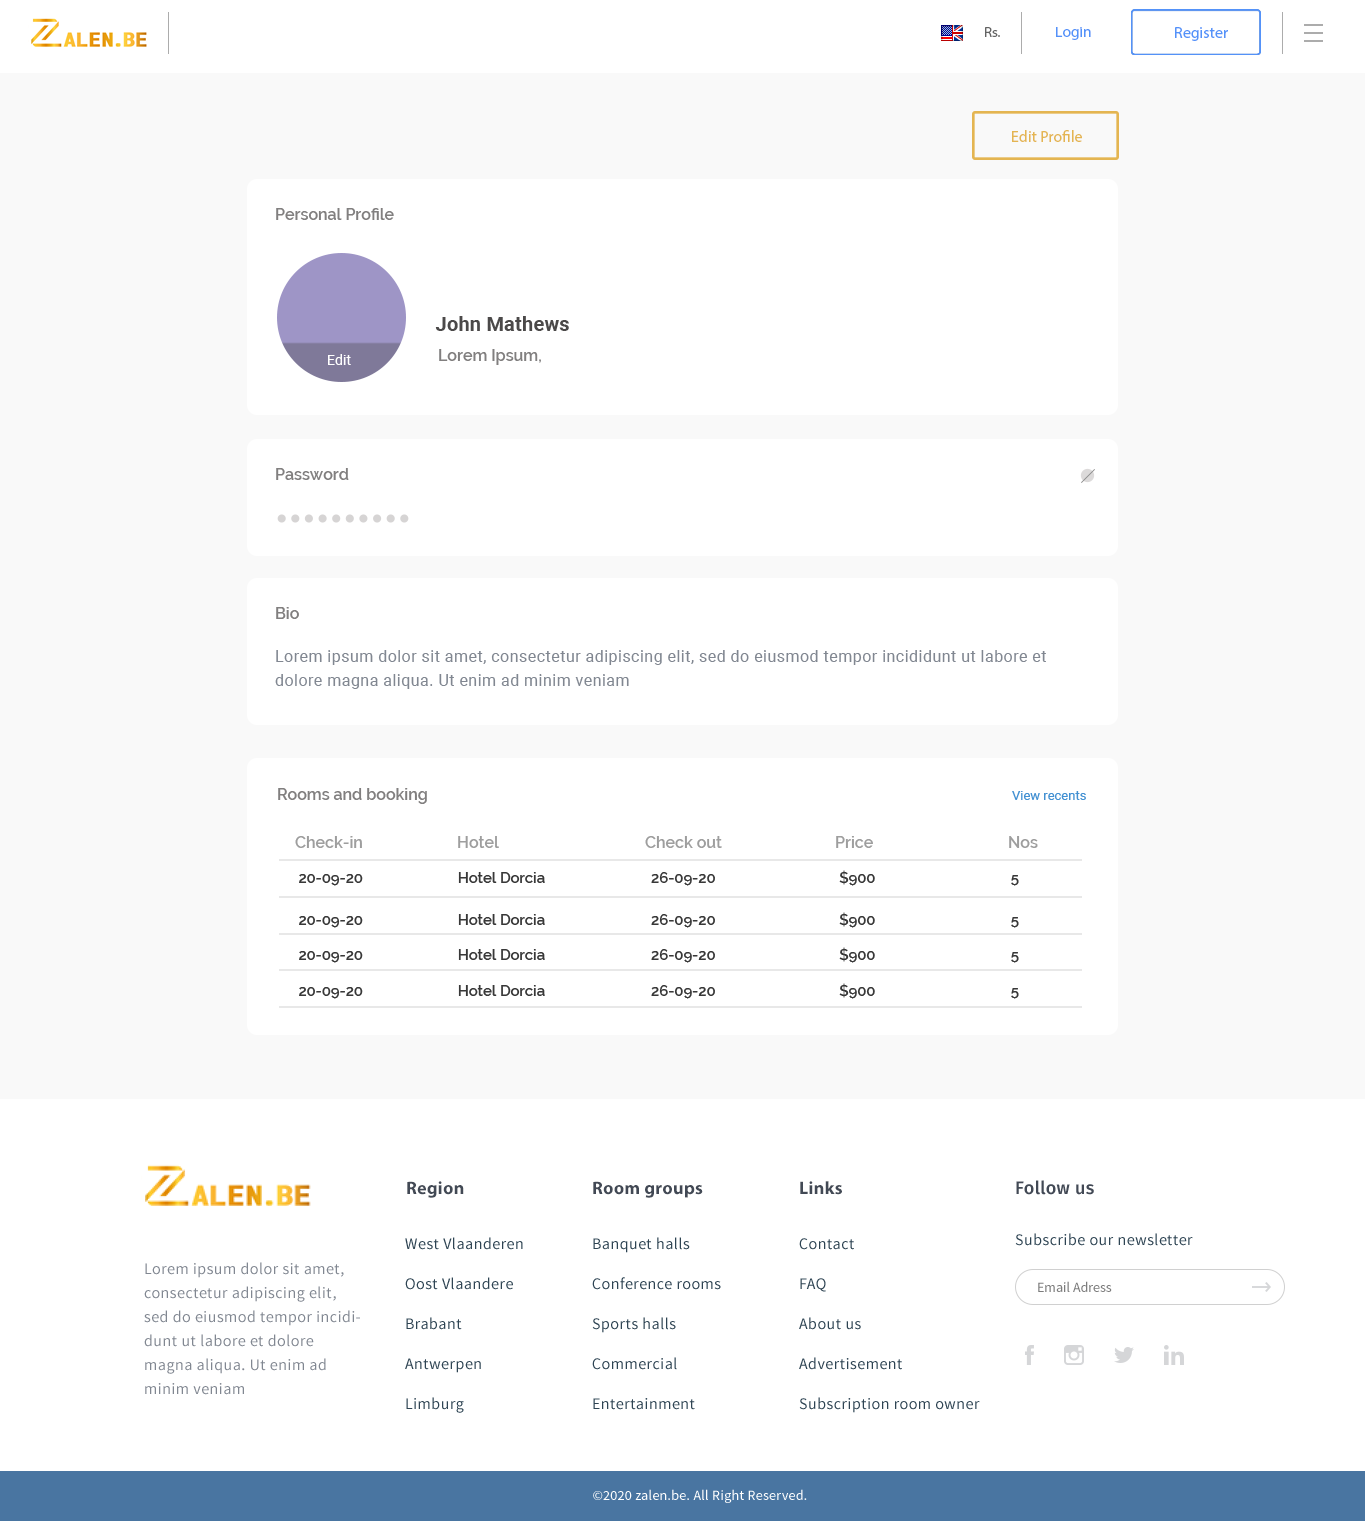 ZALEN.BE
Rs.
Login
Register
Edit Profile
Personal Profile
Edit
John Mathews
Lorem Ipsum,
Password
Bio
Lorem ipsum dolor sit amet, consectetur adipiscing elit, sed do eiusmod tempor incididunt ut labore et
dolore magna aliqua. Ut enim ad minim veniam
Rooms and booking
View recents
Check-in Hotel Check out Price Nos
20-09-20 Hotel Dorcia 26-09-20 $900 5
20-09-20 Hotel Dorcia 26-09-20 $900 5
20-09-20 Hotel Dorcia 26-09-20 $900 5
20-09-20 Hotel Dorcia 26-09-20 $900 5
ZALEN.BE
Lorem ipsum dolor sit amet,
consectetur adipiscing elit,
sed do eiusmod tempor incidi-
dunt ut labore et dolore
magna aliqua. Ut enim ad
minim veniam
Region
West Vlaanderen
Oost Vlaandere
Brabant
Antwerpen
Limburg
Room groups
Banquet halls
Conference rooms
Sports halls
Commercial
Entertainment
Links
Contact
FAQ
About us
Advertisement
Subscription room owner
Follow us
Subscribe our newsletter
Email Adress
©2020 zalen.be. All Right Reserved.